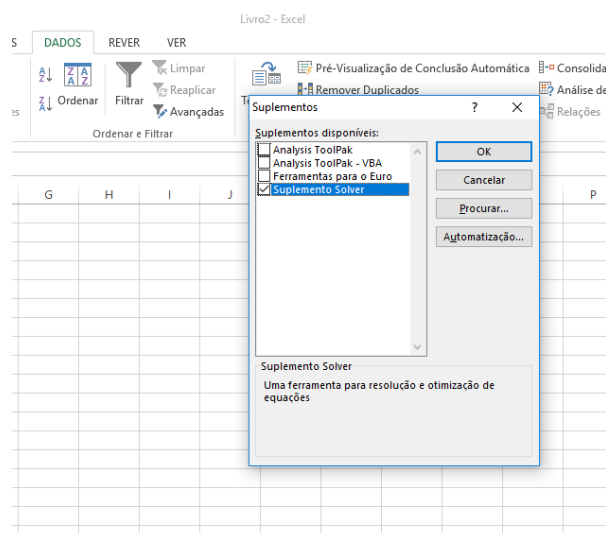 Livro2 - Excel
S DADOS REVER VER
Limpar
Reaplicar
Avançadas
Ordenar
Filtrar
es
Ordenar e Filtrar
Pré-Visualização de Conclusão Automática
Remover Duplicados
Consolida
Análise de
Relações
Suplementos ? ×
Suplementos disponíveis:
Analysis ToolPak
Analysis ToolPak - VBA
Ferramentas para o Euro
Suplemento Solver
OK
Cancelar
Procurar...
Automatização...
Suplemento Solver
Uma ferramenta para resolução e otimização de
equações
G H I J P